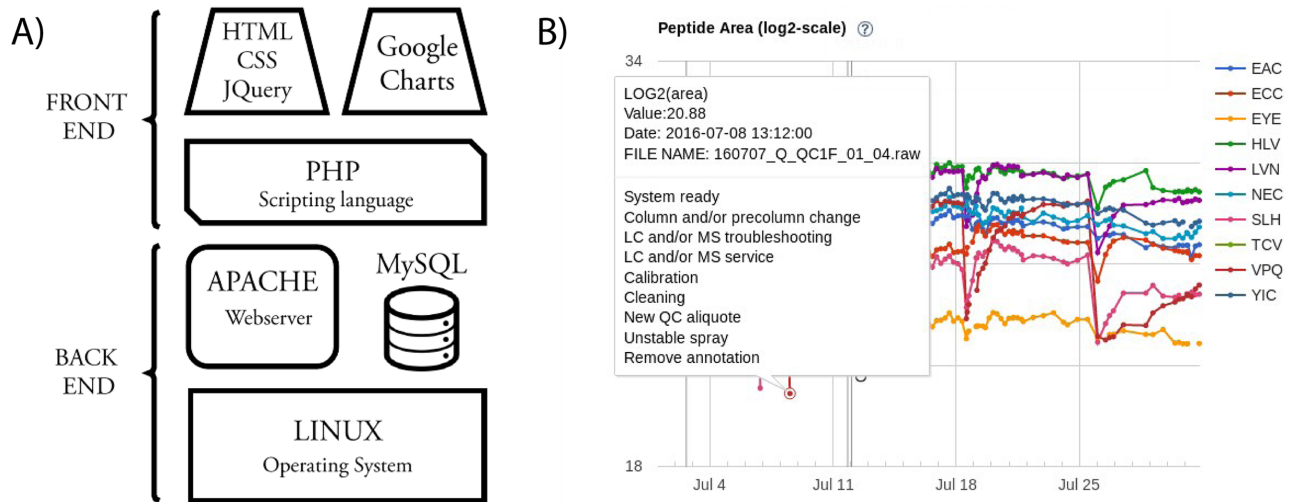 A)
FRONT
END
HTML
CSS
JQuery
Google
Charts
PHP
Scripting language
BACK
END
APACHE
Webserver
MySQL
LINUX
Operating System
B)
Peptide Area (log2-scale) ?
34
LOG2(area)
Value:20.88
Date: 2016-07-08 13:12:00
FILE NAME: 160707_Q_QC1F_01_04.raw
System ready
Column and/or precolumn change
LC and/or MS troubleshooting
LC and/or MS service
Calibration
Cleaning
New QC aliquote
Unstable spray
Remove annotation
18
Jul 4
Jul 11
Jul 18
Jul 25
EAC
ECC
EYE
HLV
LVN
NEC
SLH
TCV
VPQ
YIC